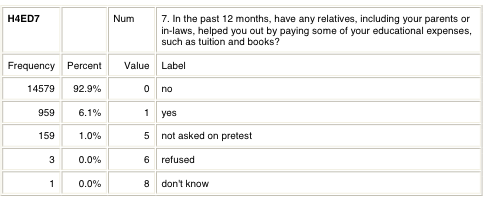 H4ED7 Num 7. In the past 12 months, have any relatives, including your parents or
in-laws, helped you out by paying some of your educational expenses,
such as tuition and books?
Frequency Percent Value Label
14579 92.9% 0 no
959 6.1% 1 yes
159 1.0% 5 not asked on pretest
3 0.0% 6 refused
1 0.0% 8 don't know